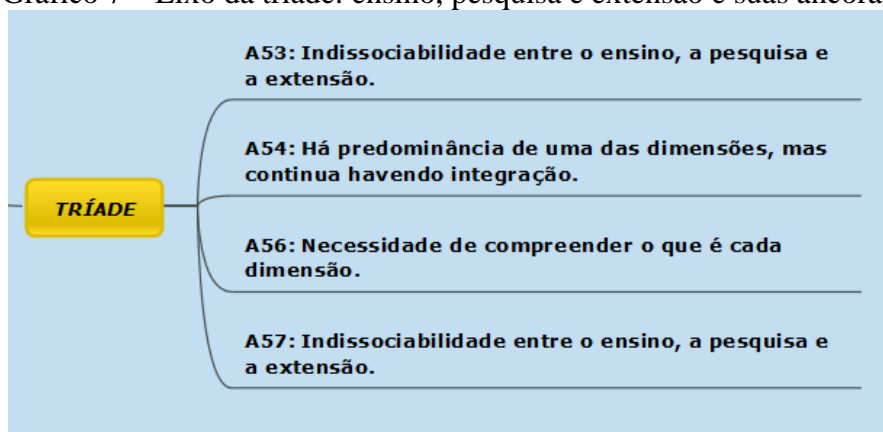 Gráfico 7 – Eixo da tríade: ensino, pesquisa e extensão e suas âncora
A53: Indissociabilidade entre o ensino, a pesquisa e
a extensão.
A54: Há predominância de uma das dimensões, mas
continua havendo integração.
TRÍADE
A56: Necessidade de compreender o que é cada
dimensão.
A57: Indissociabilidade entre o ensino, a pesquisa e
a extensão.